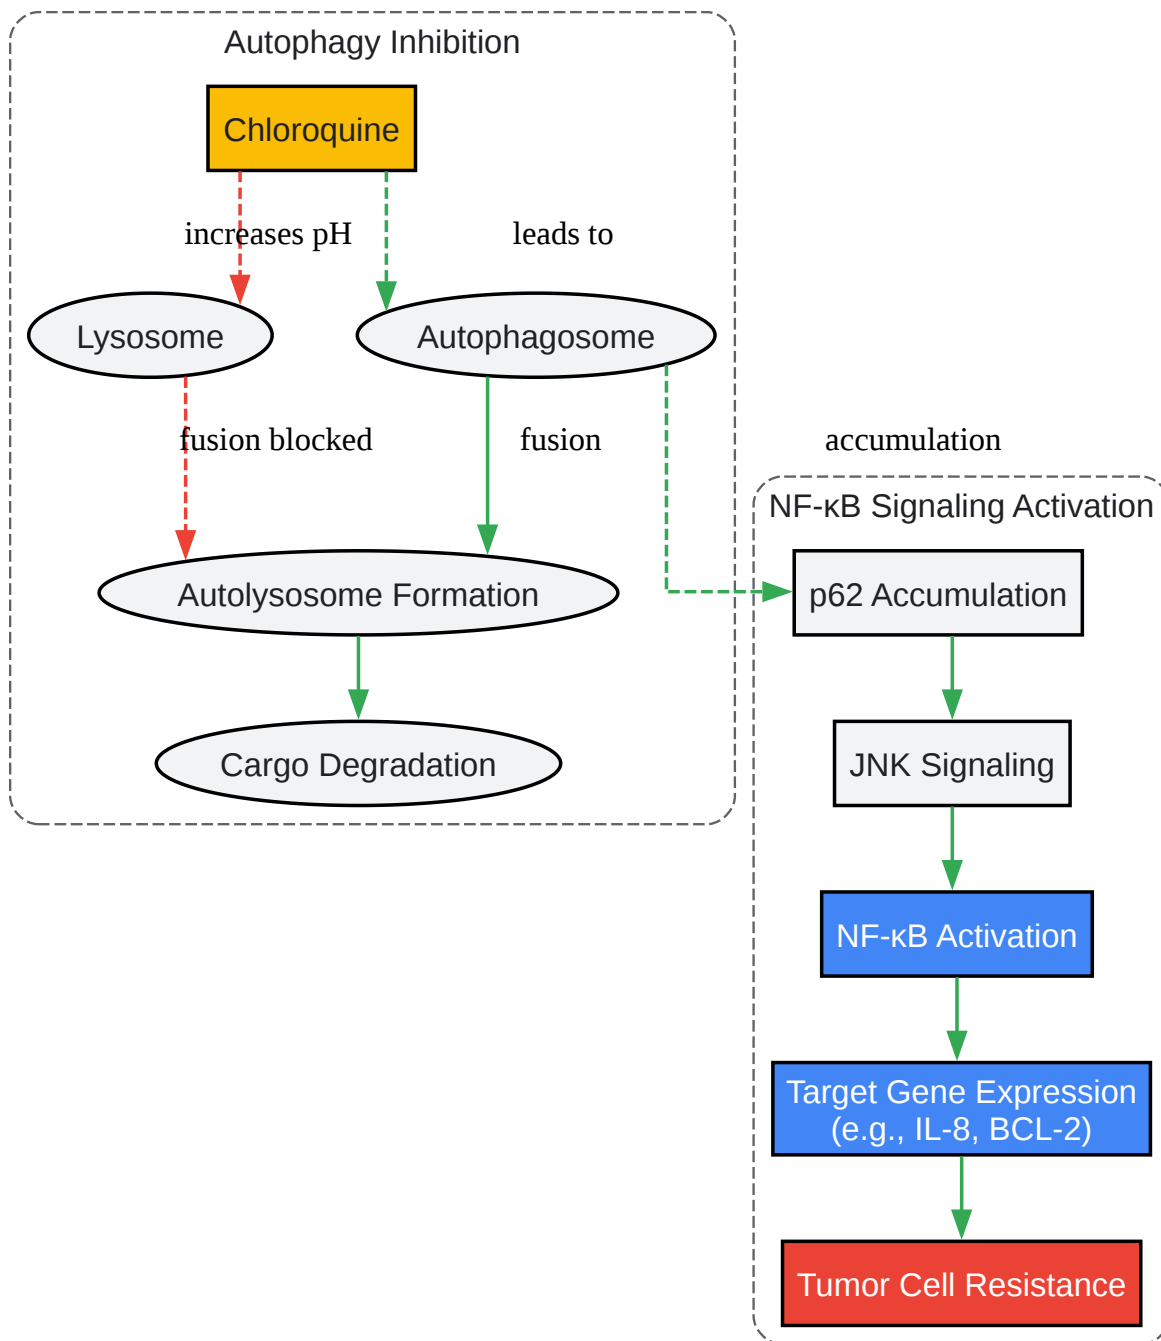 Autophagy Inhibition
Chloroquine
increases pH
leads to
Lysosome
Autophagosome
fusion blocked
fusion
accumulation
NF-κB Signaling Activation
Autolysosome Formation
p62 Accumulation
Cargo Degradation
JNK Signaling
NF-κB Activation
Target Gene Expression
(e.g., IL-8, BCL-2)
Tumor Cell Resistance